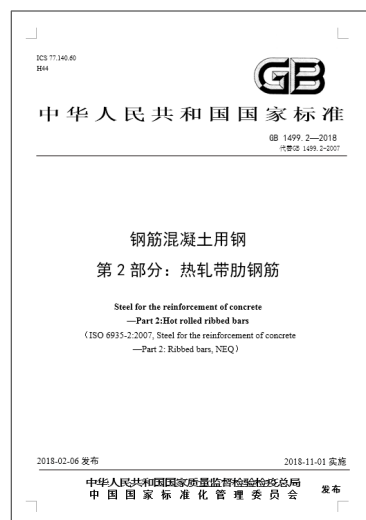 ICS 77.140.60
H44
GB
中华人民共和国国家标准
GB 1499.2—2018
代替GB 1499.2-2007
钢筋混凝土用钢
第2部分：热轧带肋钢筋
Steel for the reinforcement of concrete
—Part 2:Hot rolled ribbed bars
（ISO 6935-2:2007, Steel for the reinforcement of concrete
—Part 2: Ribbed bars, NEQ）
2018-02-06 发布 2018-11-01 实施
中华人民共和国国家质量监督检验检疫总局
中国国家标准化管理委员会 发布